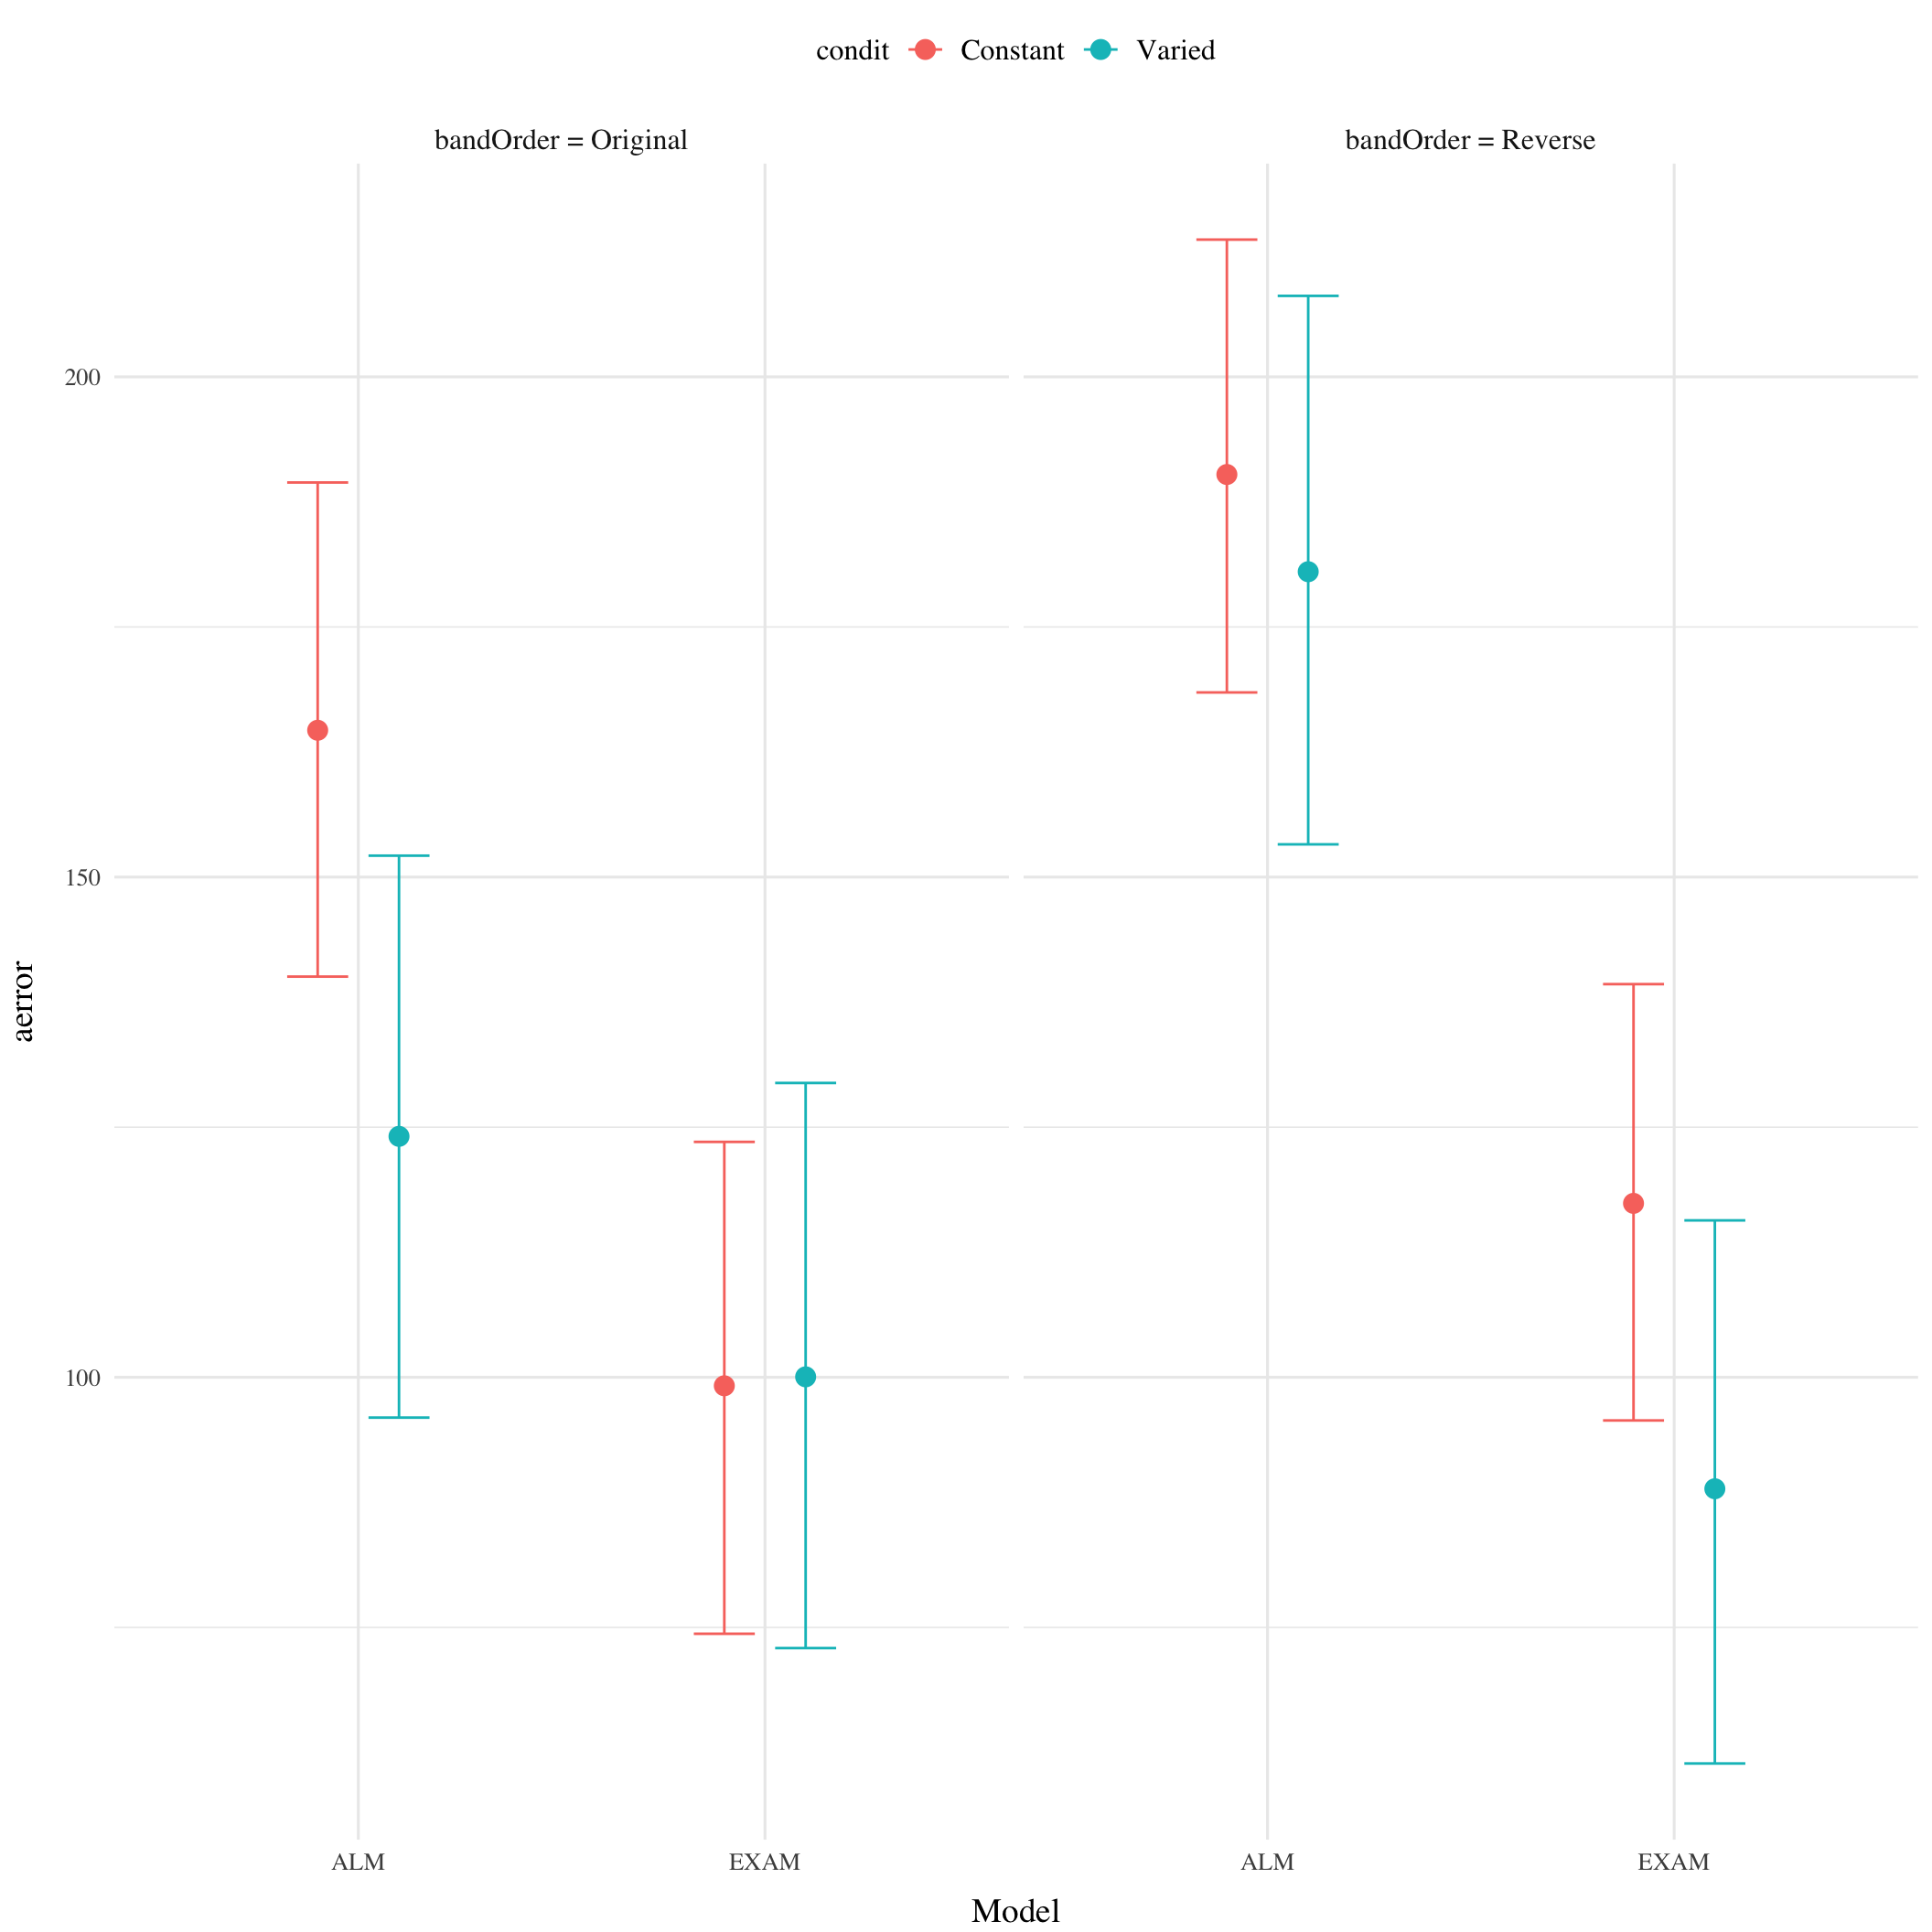 condit Constant Varied
bandOrder = Original bandOrder = Reverse
200
150
100
aerror
ALM EXAM ALM EXAM
Model